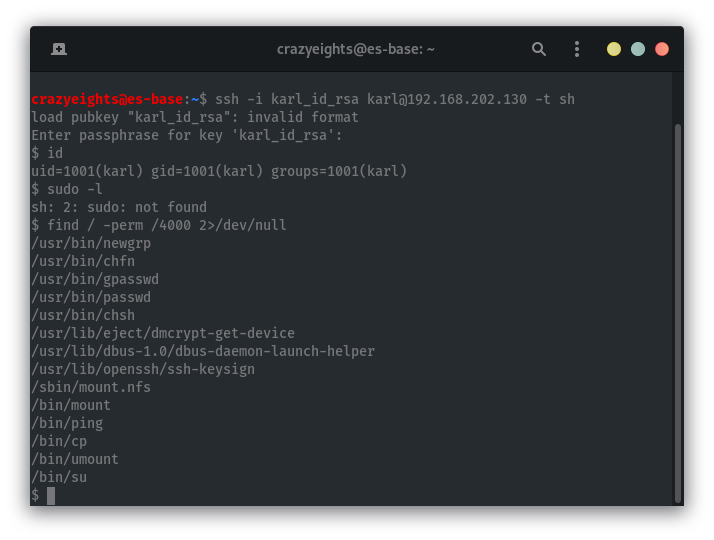 crazyeights@es-base: ~
crazyeights@es-base:~$ ssh -i karl_id_rsa karl@192.168.202.130 -t sh
load pubkey "karl_id_rsa": invalid format
Enter passphrase for key 'karl_id_rsa':
$ id
uid=1001(karl) gid=1001(karl) groups=1001(karl)
$ sudo -l
sh: 2: sudo: not found
$ find / -perm /4000 2>/dev/null
/usr/bin/newgrp
/usr/bin/chfn
/usr/bin/gpasswd
/usr/bin/passwd
/usr/bin/chsh
/usr/lib/eject/dmcrypt-get-device
/usr/lib/dbus-1.0/dbus-daemon-launch-helper
/usr/lib/openssh/ssh-keysign
/sbin/mount.nfs
/bin/mount
/bin/ping
/bin/cp
/bin/umount
/bin/su
$